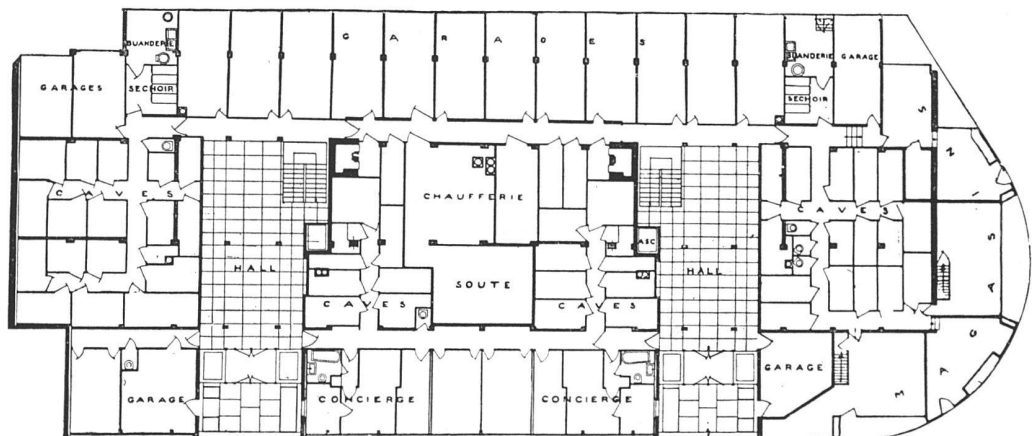 BUANDERIE
GARAGES
BUANDERIE
GARAGE
GARAGES
SECHOIR
SECHOIR
CAVES
CHAUFFERIE
CAVES
HALL
ASC
HALL
SOUTE
CAVES
CAVES
MAGASINS
GARAGE
CONCIERGE
CONCIERGE
GARAGE